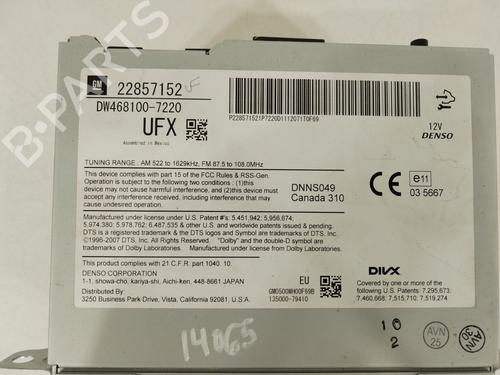 GM 22857152
DW468100-7220
UFX
Assembled in Mexico
P228571521P7220D1112071T0F69
12V
DENSO
TUNING RANGE : AM 522 to 1629kHz, FM 87.5 to 108.0MHz
This device complies with part 15 of the FCC Rules & RSS-Gen.
Operation is subject to the following conditions : (1)this
device may not cause harmful interference, and (2)this device
must accept any interference received, including interference that may
cause undesired operation.
DNNS049
Canada 310
CE
e11
03 5667
Manufactured under license under U.S. Patent #'s: 5,451,942; 5,956,674;
5,974,380; 5,978,762; 6,487,535 & other U.S. and worldwide patents issued & pending.
DTS is a registered trademark & the DTS logos and Symbol are trademarks of DTS, Inc.
©1996-2007 DTS, Inc. Manufactured under license from Dolby Laboratories. "Dolby" and the double-D symbol are
trademarks of Dolby Laboratories.
This product complies with 21 C.F.R. part 1040. 10.
DENSO CORPORATION
1-1, showa-cho, kariya-shi, Aichi-ken, 448-8661 JAPAN
Distributed By:
3250 Business Park Drive, Vista, California 92081, U.S.A.
EU
GM0500MH00F69B
135000-79410
DIVX
Covered by one or more of the
following U.S. Patents: 7,295,673;
7,460,668; 7,515,710; 7,519,274
14065
10
2
AVN
25
AVN
30
B-PARTS